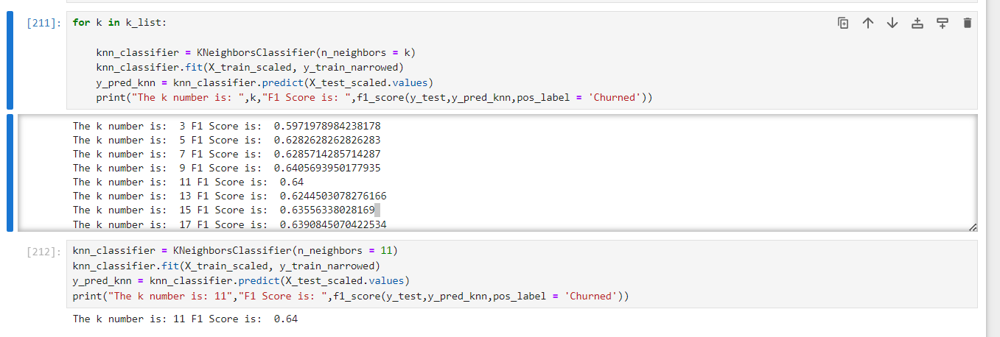 [211]:
for k in k_list:
knn_classifier = KNeighborsClassifier(n_neighbors = k)
knn_classifier.fit(X_train_scaled, y_train_narrowed)
y_pred_knn = knn_classifier.predict(X_test_scaled.values)
print("The k number is: ",k,"F1 Score is: ",f1_score(y_test,y_pred_knn,pos_label = 'Churned'))
The k number is:  3 F1 Score is:  0.5971978984238178
The k number is:  5 F1 Score is:  0.6282628262826283
The k number is:  7 F1 Score is:  0.6285714285714287
The k number is:  9 F1 Score is:  0.6405693950177935
The k number is:  11 F1 Score is:  0.64
The k number is:  13 F1 Score is:  0.6244503078276166
The k number is:  15 F1 Score is:  0.63556338028169
The k number is:  17 F1 Score is:  0.6390845070422534
[212]:
knn_classifier = KNeighborsClassifier(n_neighbors = 11)
knn_classifier.fit(X_train_scaled, y_train_narrowed)
y_pred_knn = knn_classifier.predict(X_test_scaled.values)
print("The k number is: 11","F1 Score is: ",f1_score(y_test,y_pred_knn,pos_label = 'Churned'))
The k number is: 11 F1 Score is:  0.64